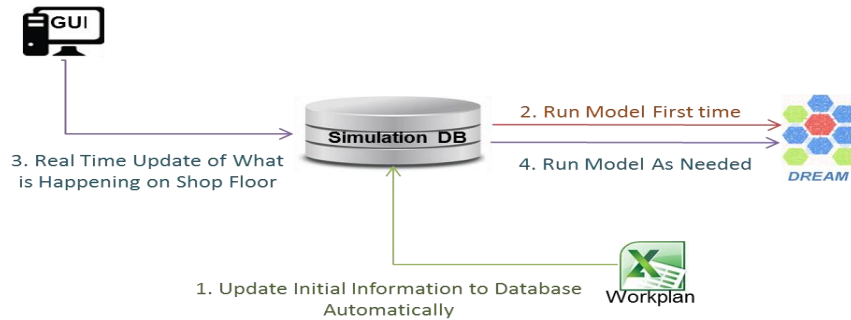 GUI
2. Run Model First time
Simulation DB
3. Real Time Update of What
is Happening on Shop Floor
4. Run Model As Needed
DREAM
1. Update Initial Information to Database
Automatically
Workplan